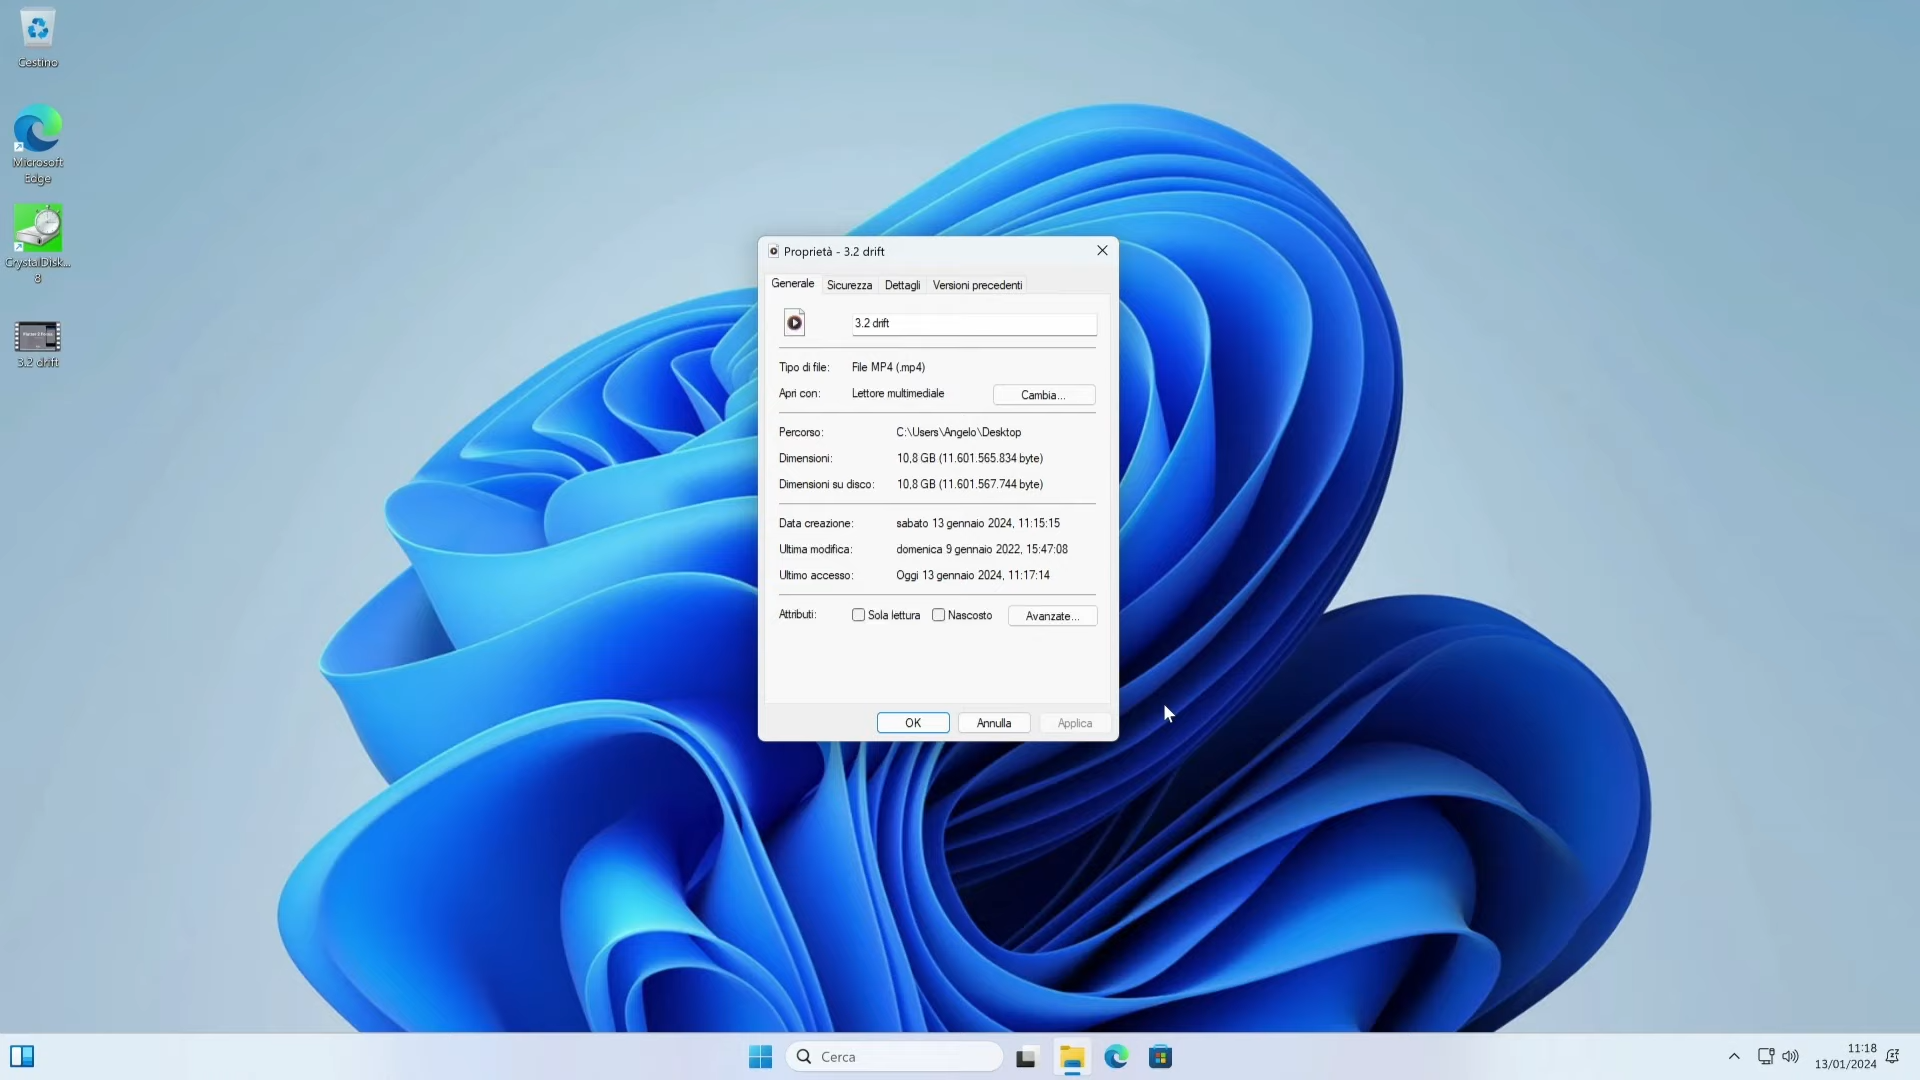 Cestino
Microsoft
Edge
CrystalDisk...
8
3.2 drift
Proprietà - 3.2 drift
Generale
Sicurezza
Dettagli
Versioni precedenti
3.2 drift
Tipo di file: File MP4 (.mp4)
Apri con: Lettore multimediale Cambia...
Percorso: C:\Users\Angelo\Desktop
Dimensioni: 10,8 GB (11.601.565.834 byte)
Dimensioni su disco: 10,8 GB (11.601.567.744 byte)
Data creazione: sabato 13 gennaio 2024, 11:15:15
Ultima modifica: domenica 9 gennaio 2022, 15:47:08
Ultimo accesso: Oggi 13 gennaio 2024, 11:17:14
Attributi: Sola lettura Nascosto Avanzate...
OK Annulla Applica
Cerca
11:18
13/01/2024